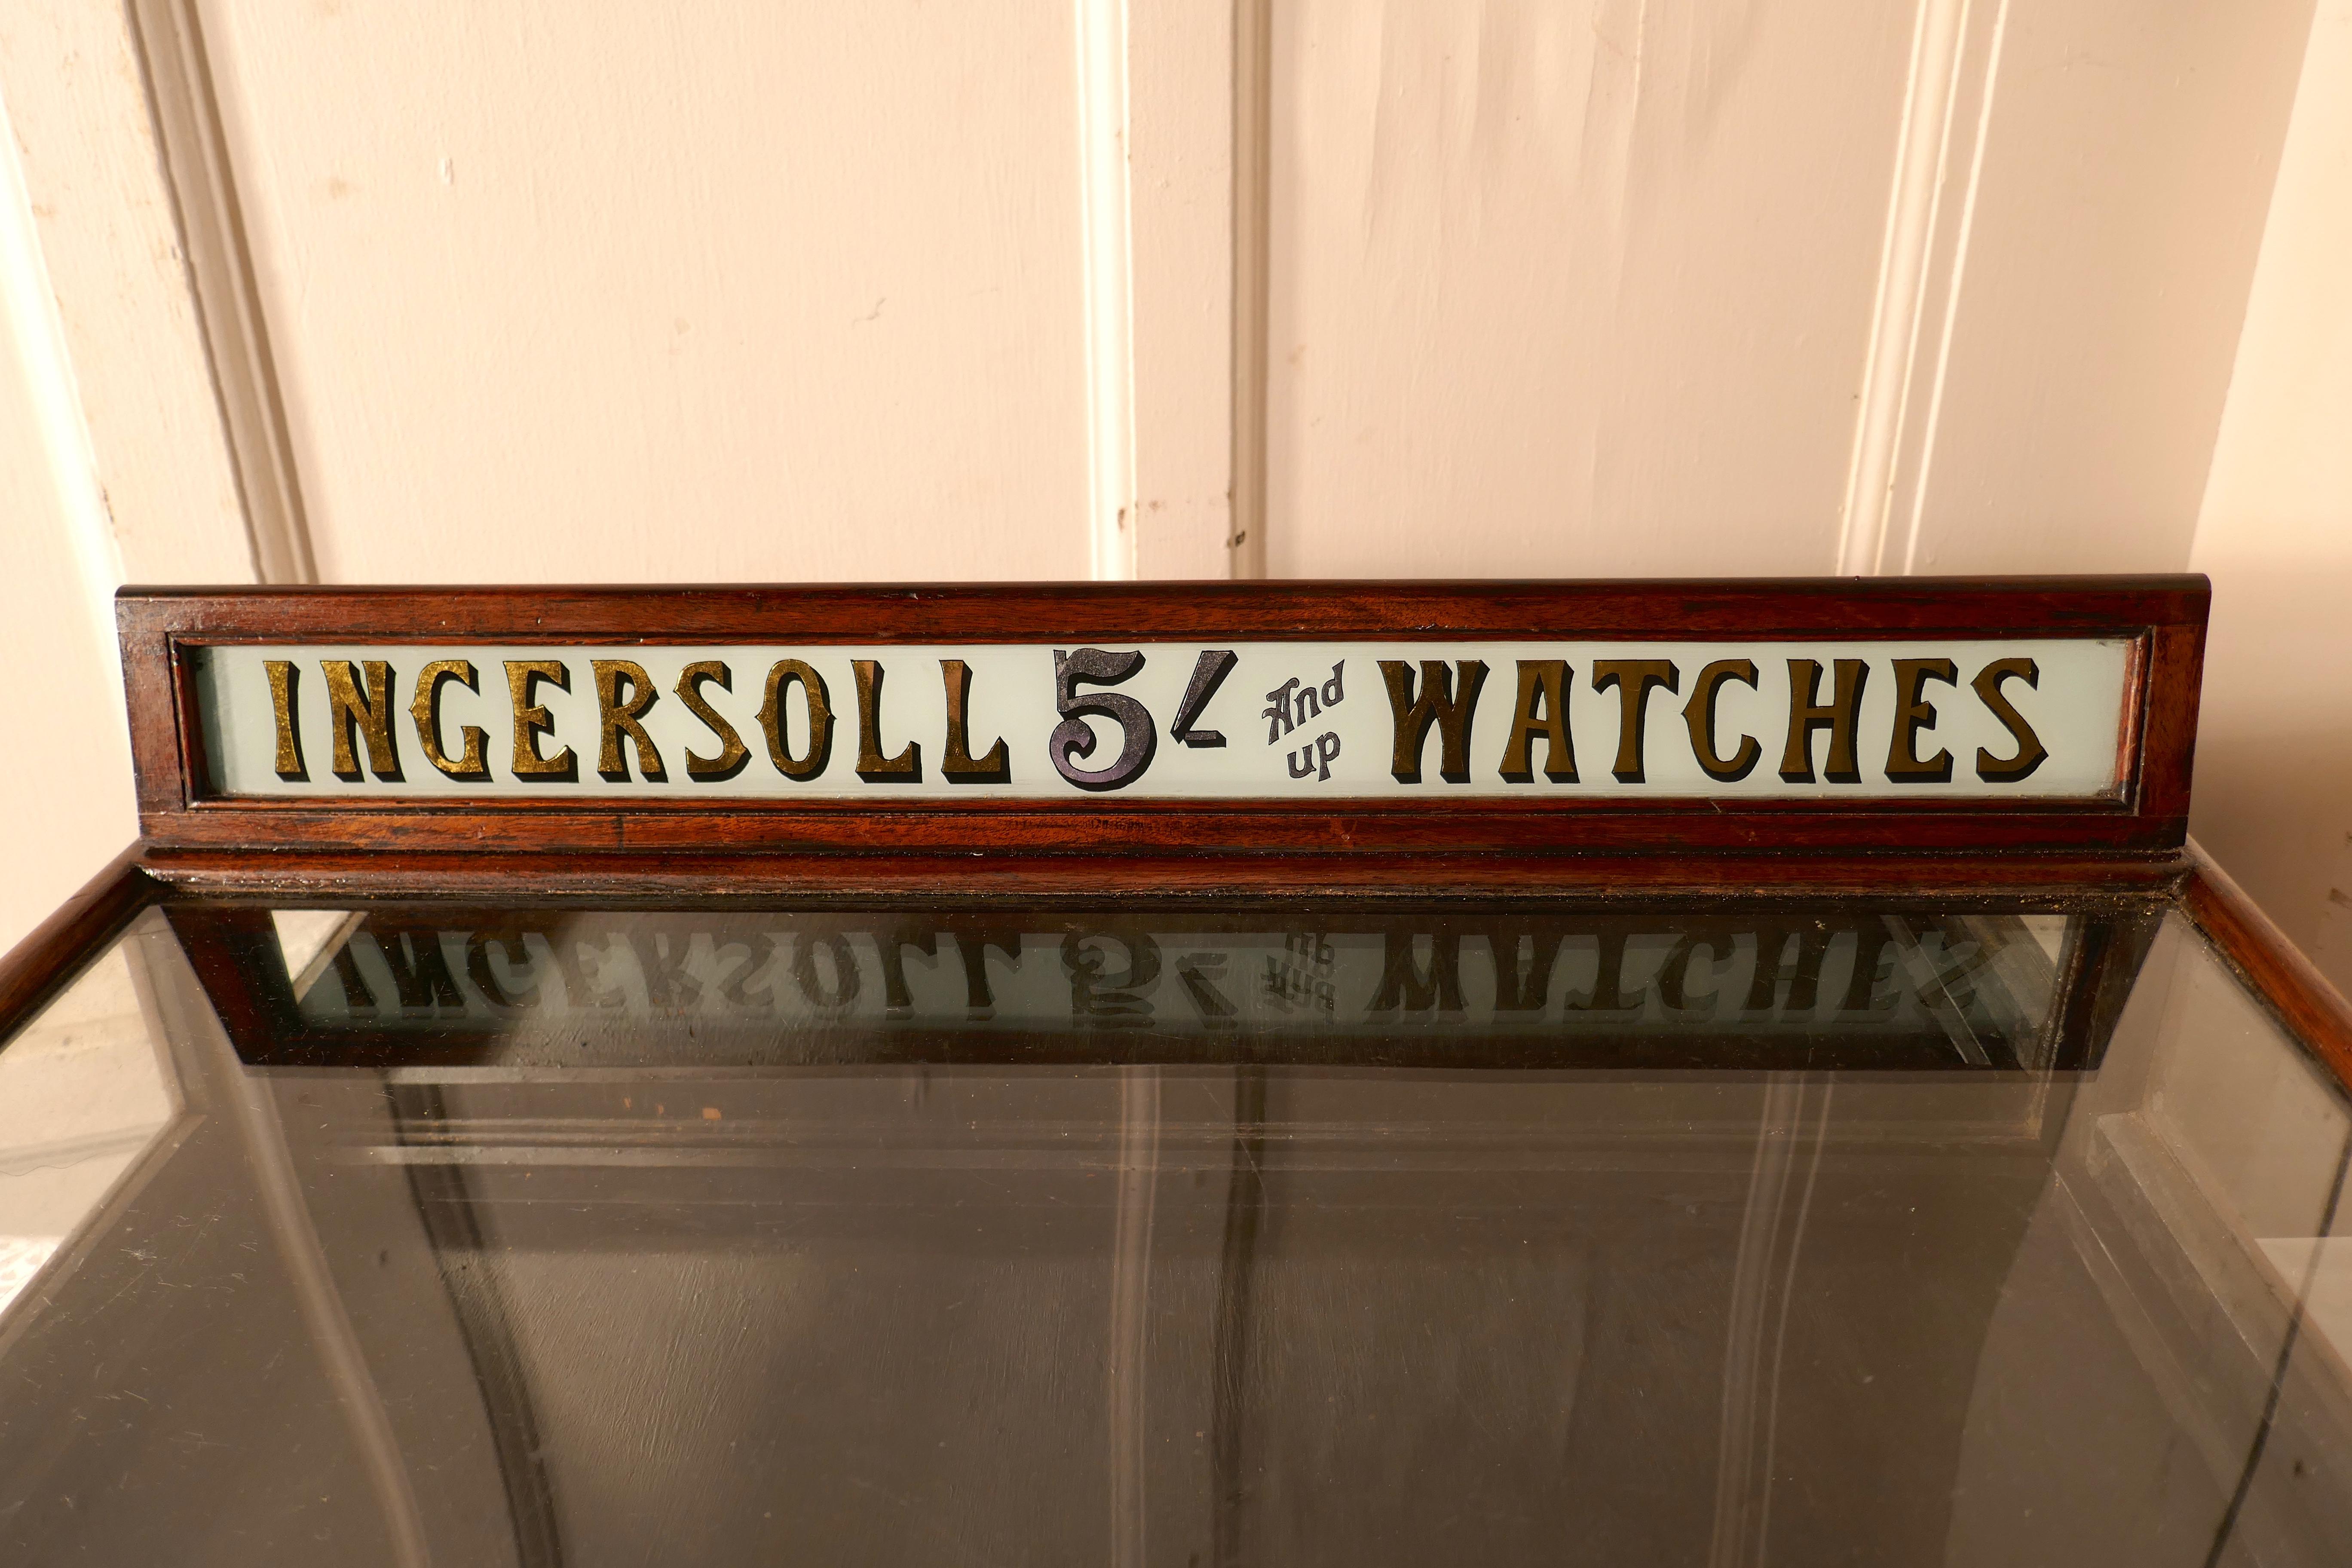 INGERSOLL 5/- And up WATCHES